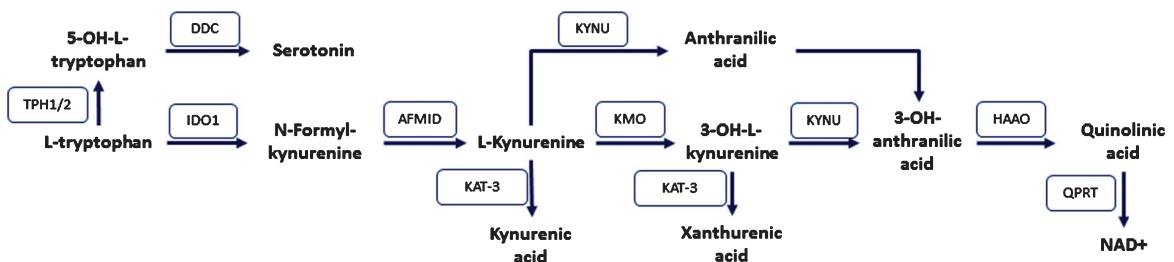 DDC
KYNU
5-OH-L-
tryptophan
Serotonin
Anthranilic
acid
TPH1/2
IDO1
AFMID
KMO
KYNU
HAAO
L-tryptophan
N-Formyl-
kynurenine
L-Kynurenine
3-OH-L-
kynurenine
3-OH-
anthranilic
acid
Quinolinic
acid
KAT-3
KAT-3
QPRT
Kynurenic
acid
Xanthurenic
acid
NAD+